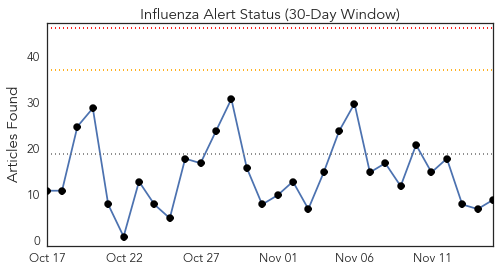 Influenza Alert Status (30-Day Window)
Articles Found
40
30
20
10
0
Oct 17 Oct 22 Oct 27 Nov 01 Nov 06 Nov 11